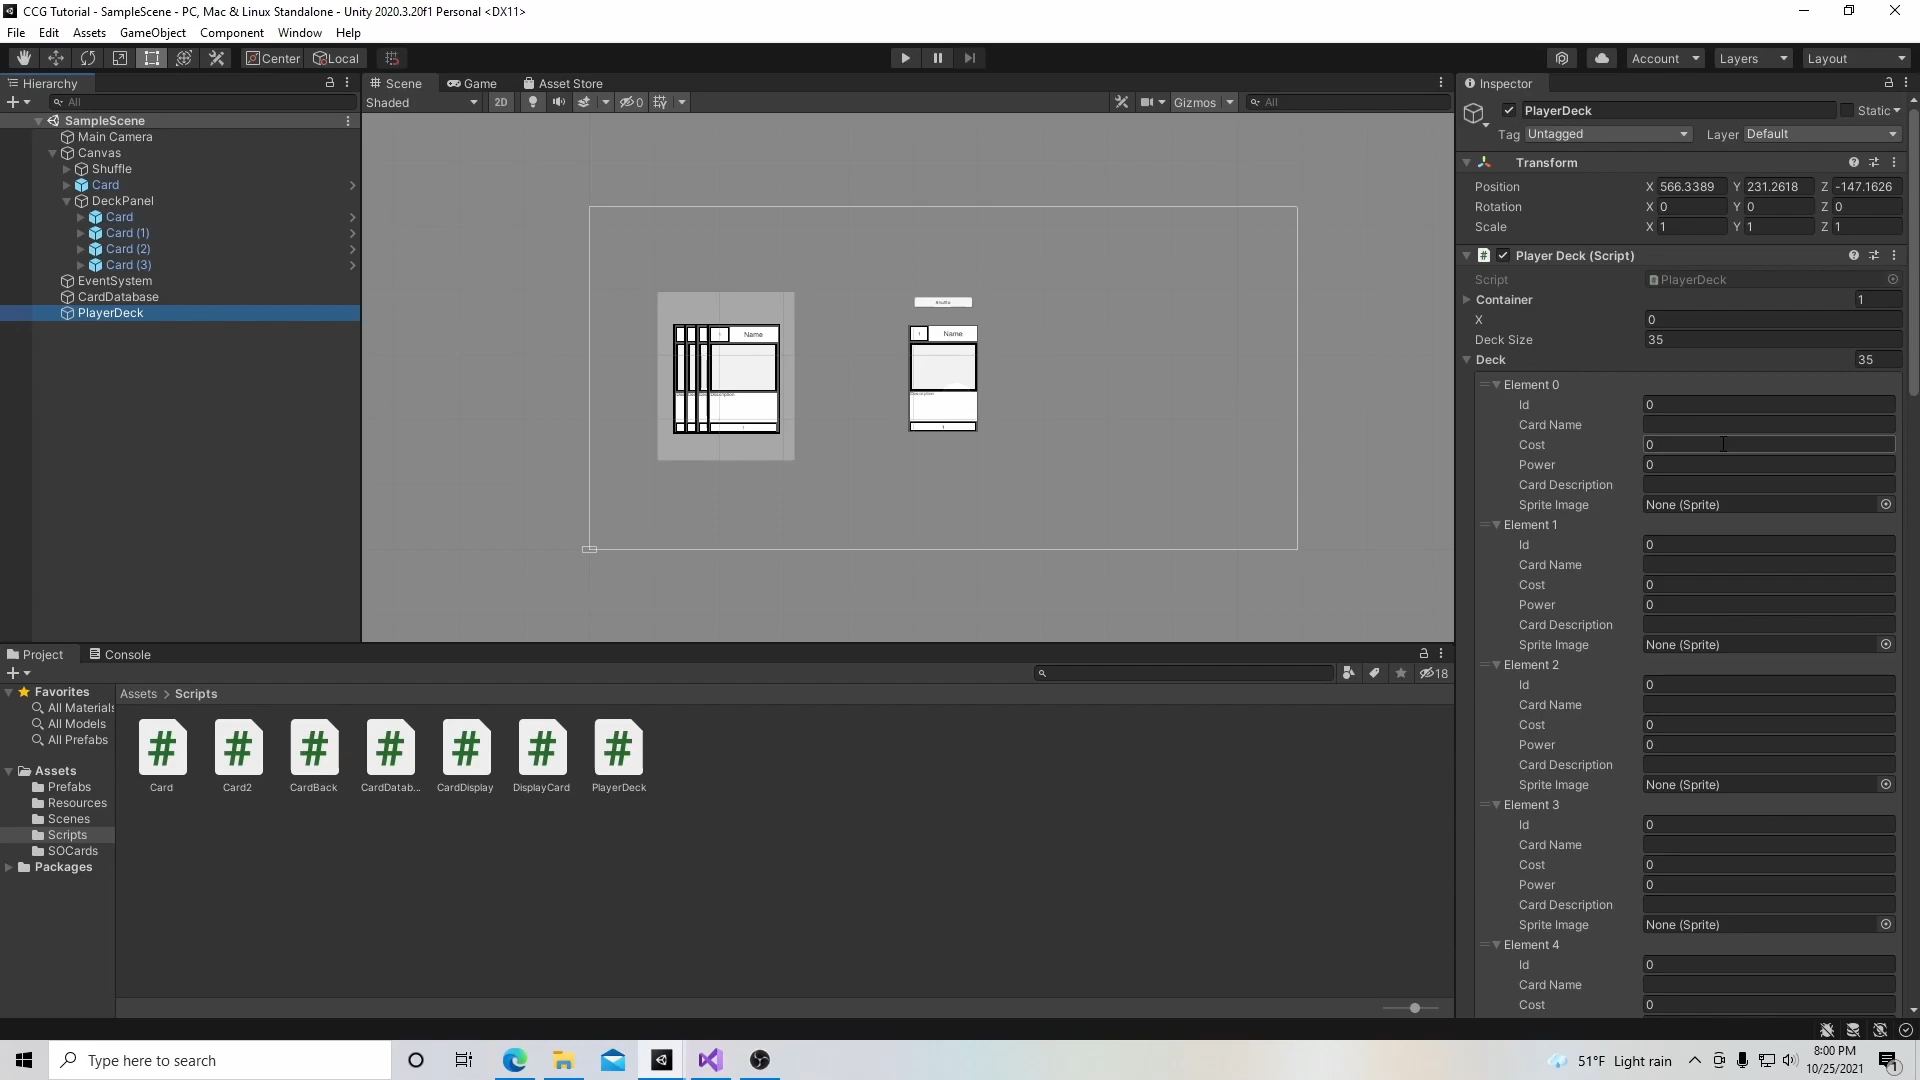 CCG Tutorial - SampleScene - PC, Mac & Linux Standalone - Unity 2020.3.20f1 Personal <DX11>
File Edit Assets GameObject Component Window Help
Center Local Account Layers Layout
Hierarchy
All
SampleScene
Main Camera
Canvas
Shuffle
Card
DeckPanel
Card
Card (1)
Card (2)
Card (3)
EventSystem
CardDatabase
PlayerDeck
Scene Game Asset Store
Shaded 2D 0 Gizmos All
Shuffle
Name
Name
Description
Description
Inspector
PlayerDeck Static
Tag Untagged Layer Default
Transform
Position X 566.3389 Y 231.2618 Z -147.1626
Rotation X 0 Y 0 Z 0
Scale X 1 Y 1 Z 1
Player Deck (Script)
Script PlayerDeck
Container 1
X 0
Deck Size 35
Deck 35
Element 0
Id 0
Card Name
Cost 0
Power 0
Card Description
Sprite Image None (Sprite)
Element 1
Id 0
Card Name
Cost 0
Power 0
Card Description
Sprite Image None (Sprite)
Element 2
Id 0
Card Name
Cost 0
Power 0
Card Description
Sprite Image None (Sprite)
Element 3
Id 0
Card Name
Cost 0
Power 0
Card Description
Sprite Image None (Sprite)
Element 4
Id 0
Card Name
Cost 0
Project Console
18
Favorites
All Materials
All Models
All Prefabs
Assets
Prefabs
Resources
Scenes
Scripts
SOCards
Packages
Assets > Scripts
Card Card2 CardBack CardDatab... CardDisplay DisplayCard PlayerDeck
Type here to search
51°F Light rain
8:00 PM
10/25/2021
1